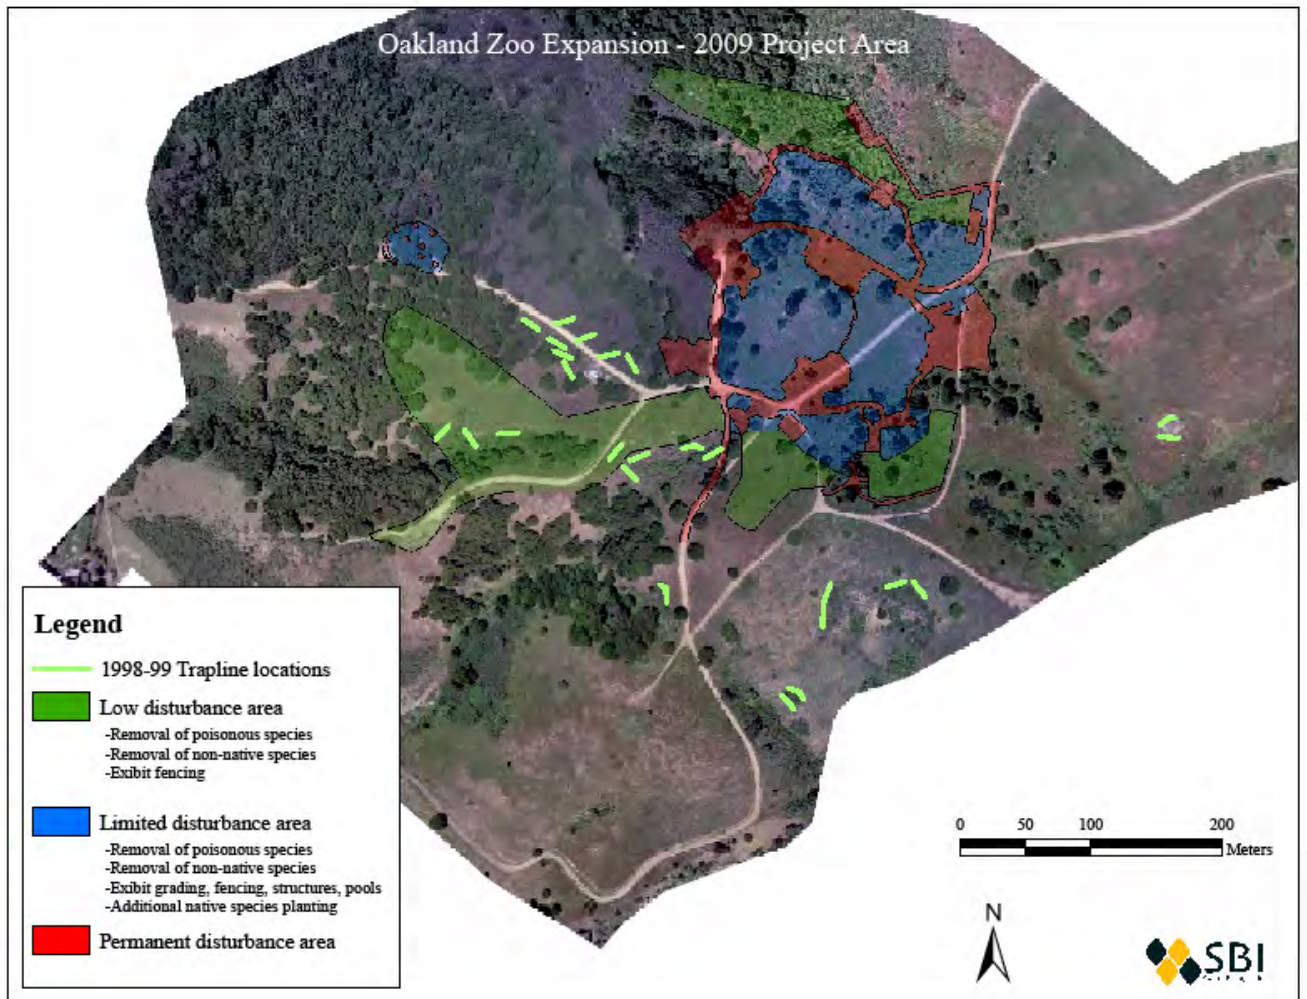 Oakland Zoo Expansion - 2009 Project Area
Legend
1998-99 Trapline locations
Low disturbance area
-Removal of poisonous species
-Removal of non-native species
-Exibit fencing
Limited disturbance area
-Removal of poisonous species
-Removal of non-native species
-Exibit grading, fencing, structures, pools
-Additional native species planting
Permanent disturbance area
0 50 100 200
Meters
N
SBI